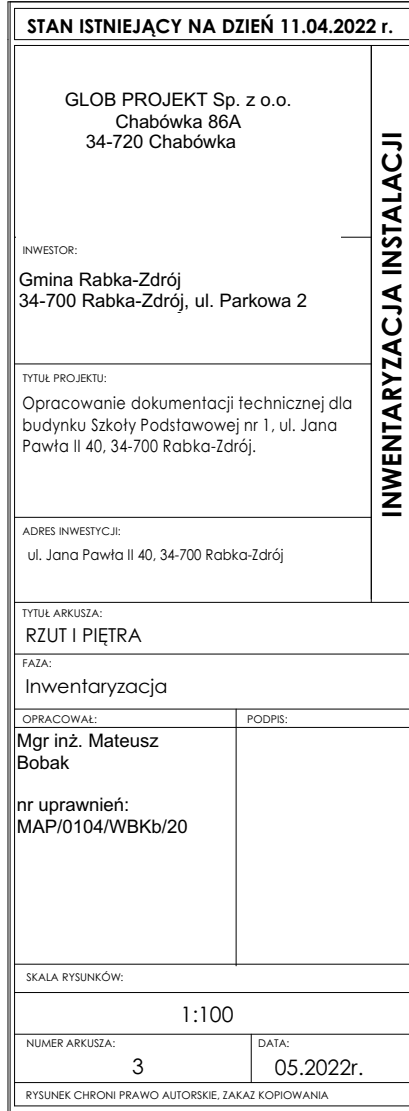 STAN ISTNIEJĄCY NA DZIEŃ 11.04.2022 r.
GLOB PROJEKT Sp. z o.o.
Chabówka 86A
34-720 Chabówka
INWENTARYZACJA INSTALACJI
INWESTOR:
Gmina Rabka-Zdrój
34-700 Rabka-Zdrój, ul. Parkowa 2
TYTUŁ PROJEKTU:
Opracowanie dokumentacji technicznej dla
budynku Szkoły Podstawowej nr 1, ul. Jana
Pawła II 40, 34-700 Rabka-Zdrój.
ADRES INWESTYCJI:
ul. Jana Pawła II 40, 34-700 Rabka-Zdrój
TYTUŁ ARKUSZA:
RZUT I PIĘTRA
FAZA:
Inwentaryzacja
OPRACOWAŁ:
PODPIS:
Mgr inż. Mateusz
Bobak
nr uprawnień:
MAP/0104/WBKb/20
SKALA RYSUNKÓW:
1:100
NUMER ARKUSZA:
3
DATA:
05.2022r.
RYSUNEK CHRONI PRAWO AUTORSKIE, ZAKAZ KOPIOWANIA